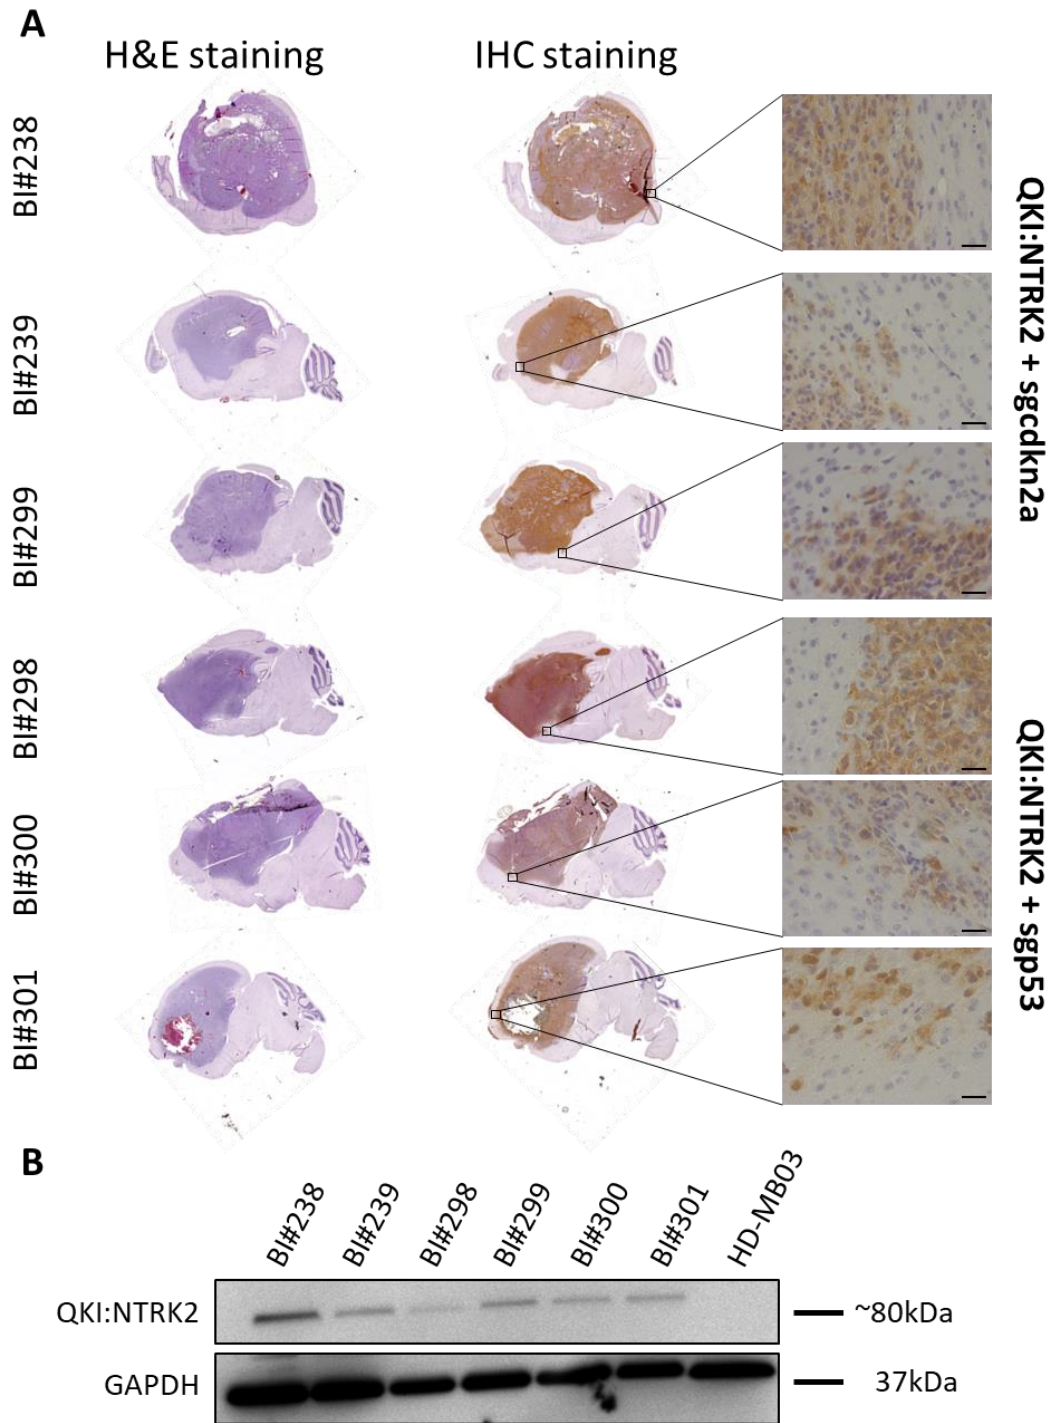 A
H&E staining
IHC staining
BI#238
BI#239
BI#299
BI#298
BI#300
BI#301
QKI:NTRK2 + sgcdkn2a
QKI:NTRK2 + sgp53
B
BI#238
BI#239
BI#298
BI#299
BI#300
BI#301
HD-MB03
QKI:NTRK2
~80kDa
GAPDH
37kDa